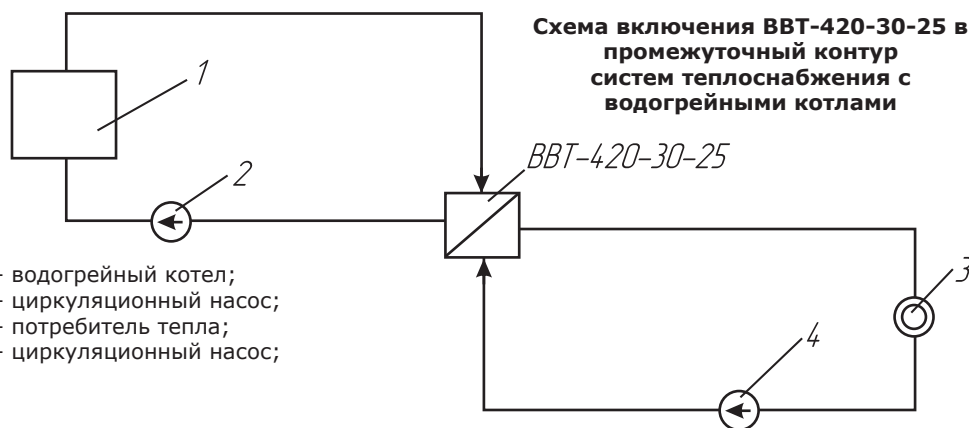 Схема включения ВВТ-420-30-25 в
промежуточный контур
систем теплоснабжения с
водогрейными котлами
1
ВВТ-420-30-25
2
- водогрейный котел;
- циркуляционный насос;
- потребитель тепла;
- циркуляционный насос;
3
4